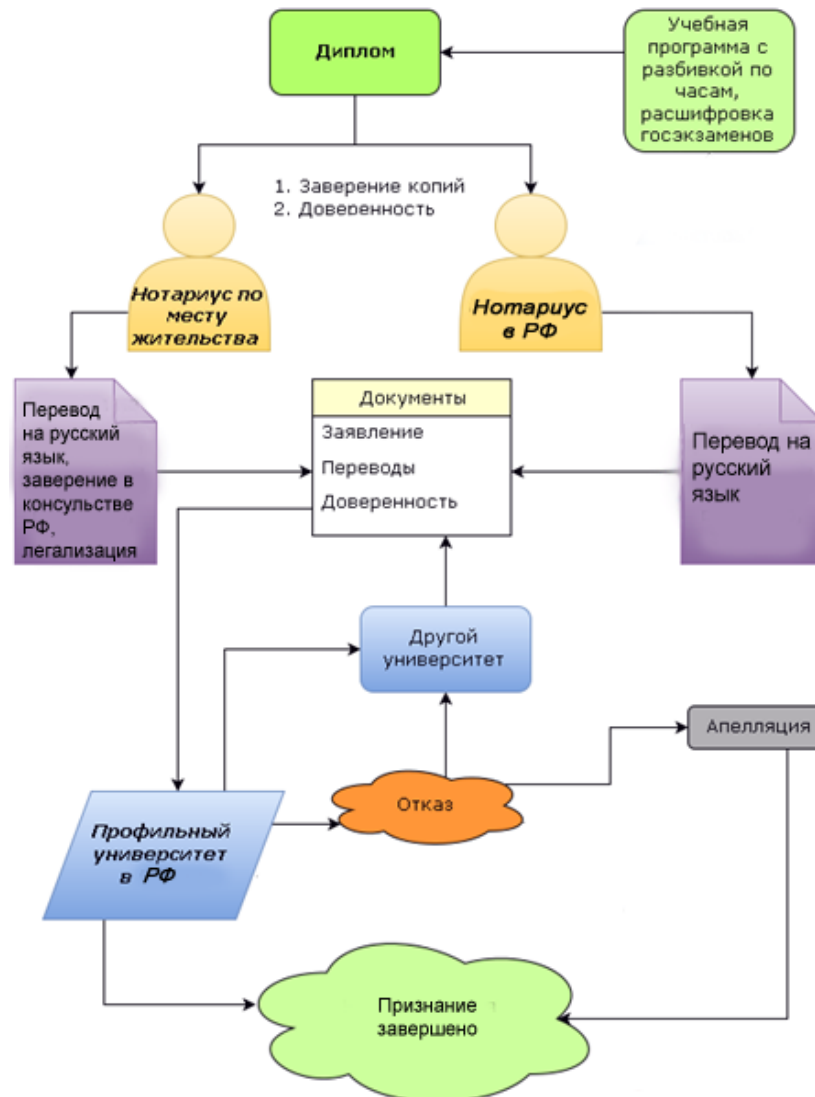 Диплом
Учебная
программа с
разбивкой по
часам,
расшифровка
госэкзаменов
1. Заверение копий
2. Доверенность
Нотариус по
месту
жительства
Нотариус
в РФ
Перевод
на русский
язык,
заверение в
консульстве
РФ,
легализация
Документы
Заявление
Переводы
Доверенность
Перевод на
русский
язык
Другой
университет
Апелляция
Отказ
Профильный
университет
в РФ
Признание
завершено